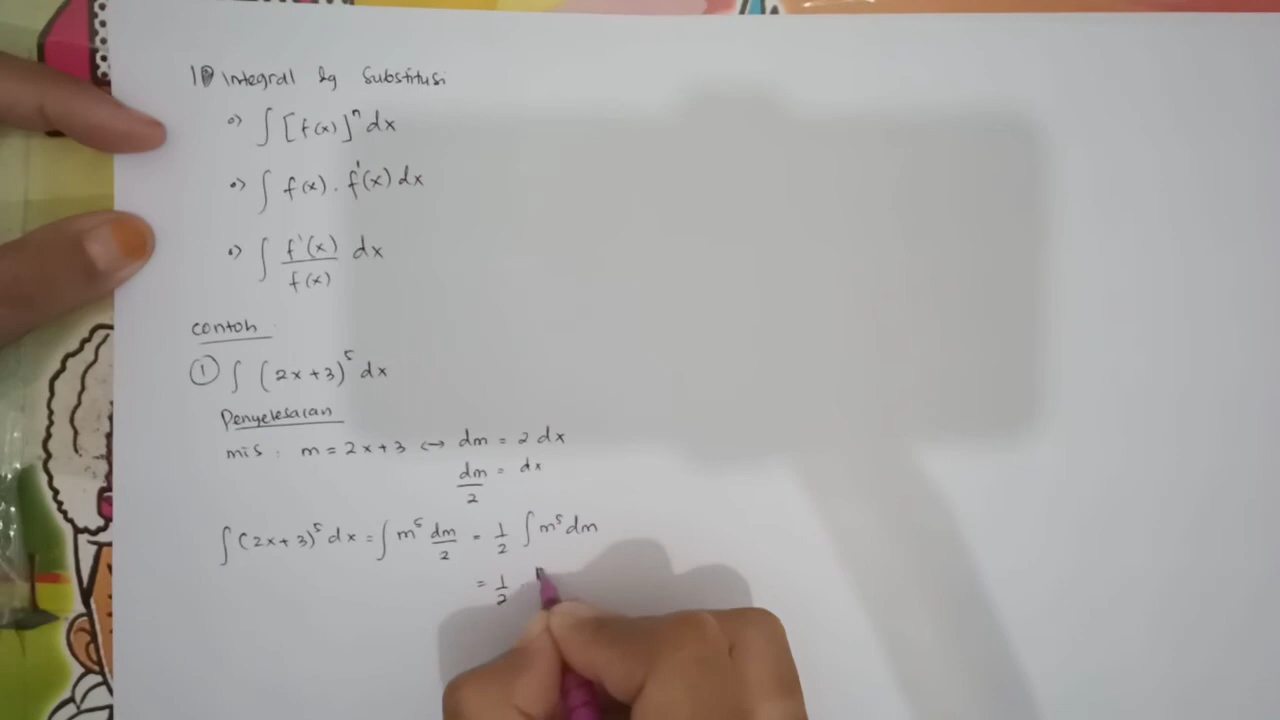 1) Integral dg Substitusi
•) ∫ [f(x)]ⁿ dx
•) ∫ f(x) . f'(x) dx
•) ∫ f'(x)/f(x) dx
Contoh :
① ∫ (2x+3)⁵ dx
Penyelesaian
mis : m = 2x+3 ↔ dm = 2 dx
dm/2 = dx
∫(2x+3)⁵ dx = ∫ m⁵ dm/2 = 1/2 ∫ m⁵ dm
= 1/2 .